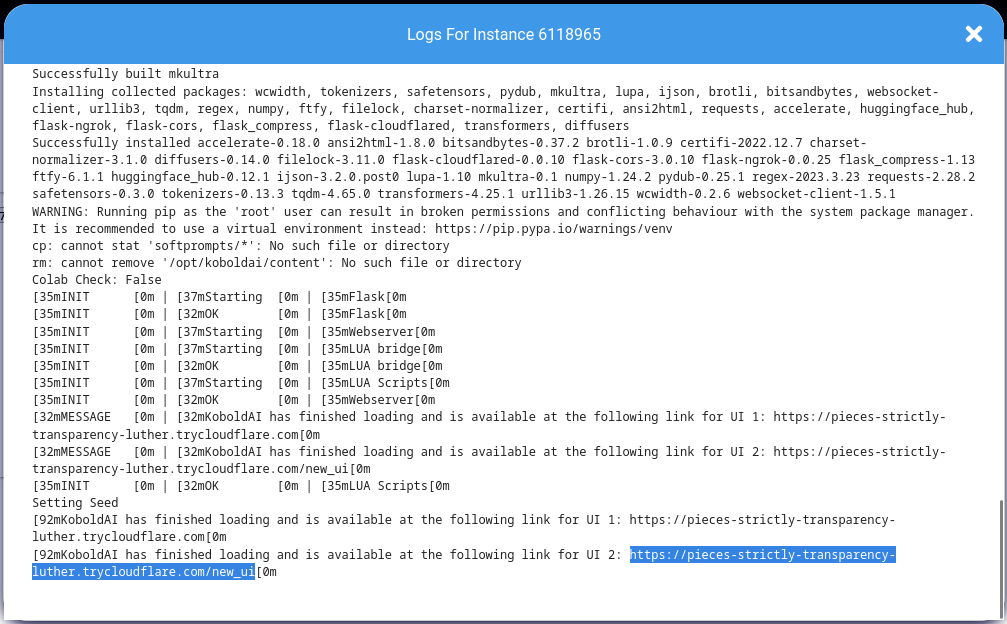 Logs For Instance 6118965
Successfully built mkultra
Installing collected packages: wcwidth, tokenizers, safetensors, pydub, mkultra, lupa, ijson, brotli, bitsandbytes, websocket-
client, urllib3, tqdm, regex, numpy, ftfy, filelock, charset-normalizer, certifi, ansi2html, requests, accelerate, huggingface_hub,
flask-ngrok, flask-cors, flask_compress, flask-cloudflared, transformers, diffusers
Successfully installed accelerate-0.18.0 ansi2html-1.8.0 bitsandbytes-0.37.2 brotli-1.0.9 certifi-2022.12.7 charset-
normalizer-3.1.0 diffusers-0.14.0 filelock-3.11.0 flask-cloudflared-0.0.10 flask-cors-3.0.10 flask-ngrok-0.0.25 flask_compress-1.13
ftfy-6.1.1 huggingface_hub-0.12.1 ijson-3.2.0.post0 lupa-1.10 mkultra-0.1 numpy-1.24.2 pydub-0.25.1 regex-2023.3.23 requests-2.28.2
safetensors-0.3.0 tokenizers-0.13.3 tqdm-4.65.0 transformers-4.25.1 urllib3-1.26.15 wcwidth-0.2.6 websocket-client-1.5.1
WARNING: Running pip as the 'root' user can result in broken permissions and conflicting behaviour with the system package manager.
It is recommended to use a virtual environment instead: https://pip.pypa.io/warnings/venv
cp: cannot stat 'softprompts/*': No such file or directory
rm: cannot remove '/opt/koboldai/content': No such file or directory
Colab Check: False
[35mINIT      [0m | [37mStarting  [0m | [35mFlask[0m
[35mINIT      [0m | [32mOK        [0m | [35mFlask[0m
[35mINIT      [0m | [37mStarting  [0m | [35mWebserver[0m
[35mINIT      [0m | [37mStarting  [0m | [35mLUA bridge[0m
[35mINIT      [0m | [32mOK        [0m | [35mLUA bridge[0m
[35mINIT      [0m | [37mStarting  [0m | [35mLUA Scripts[0m
[35mINIT      [0m | [32mOK        [0m | [35mWebserver[0m
[32mMESSAGE   [0m | [32mKoboldAI has finished loading and is available at the following link for UI 1: https://pieces-strictly-
transparency-luther.trycloudflare.com[0m
[32mMESSAGE   [0m | [32mKoboldAI has finished loading and is available at the following link for UI 2: https://pieces-strictly-
transparency-luther.trycloudflare.com/new_ui[0m
[35mINIT      [0m | [32mOK        [0m | [35mLUA Scripts[0m
Setting Seed
[92mKoboldAI has finished loading and is available at the following link for UI 1: https://pieces-strictly-transparency-
luther.trycloudflare.com[0m
[92mKoboldAI has finished loading and is available at the following link for UI 2: https://pieces-strictly-transparency-
luther.trycloudflare.com/new_ui[0m